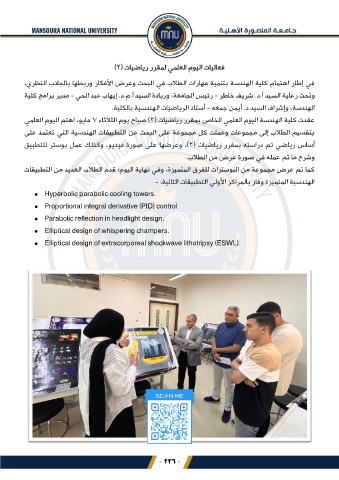 MANSOURA NATIONAL UNIVERSITY
جـامـعـة المنصـورة الأهـليـة
فعاليات اليوم العلمي لمقرر رياضيات (٢)
في إطار اهتمام كلية الهندسة بتنمية مهارات الطلاب في البحث وعرض الأفكار وربطها بالجانب النظري،
وتحت رعاية السيد أ.د. شريف خاطر - رئيس الجامعة، وريادة السيد أ.م.د. إيهاب عبد الحي - مدير برامج كلية
الهندسة، وإشراف السيد د. أيمن جمعه - أستاذ الرياضيات الهندسية بالكلية.
عقدت كلية الهندسة اليوم العلمي الخاص بمقرر رياضيات (٢) صباح يوم الثلاثاء ٧ مايو، اهتم اليوم العلمي
بتقسيم الطلاب إلى مجموعات وعملت كل مجموعة على البحث عن التطبيقات الهندسية التي تعتمد على
أساس رياضي تم دراسته بمقرر رياضيات (٢)، وعرضها على صورة فيديو، وكذلك عمل بوستر للتطبيق
وشرح ما تم عمله في صورة عرض من الطلاب.
كما تم عرض مجموعة من البوسترات للفرق المتميزة، وفي نهاية اليوم؛ قدم الطلاب العديد من التطبيقات
الهندسية المتميزة وفاز بالمراكز الأولي التطبيقات التالية: -
• Hyperbolic parabolic cooling towers.
• Proportional integral derivative (PID) control
• Parabolic reflection in headlight design.
• Elliptical design of whispering champers.
• Elliptical design of extracorporeal shockwave lithotripsy (ESWL).
SCAN ME
- ٢٣٦ -